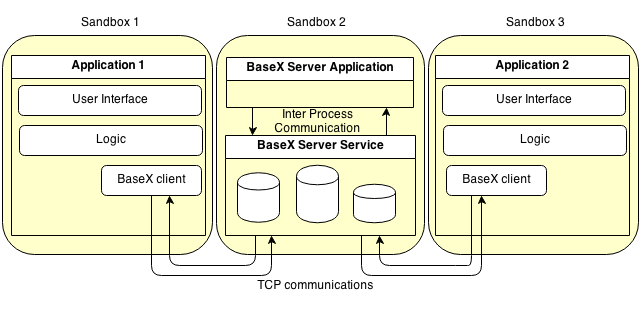 Sandbox 1
Sandbox 2
Sandbox 3
Application 1
User Interface
Logic
BaseX client
BaseX Server Application
Inter Process
Communication
BaseX Server Service
Application 2
User Interface
Logic
BaseX client
TCP communications